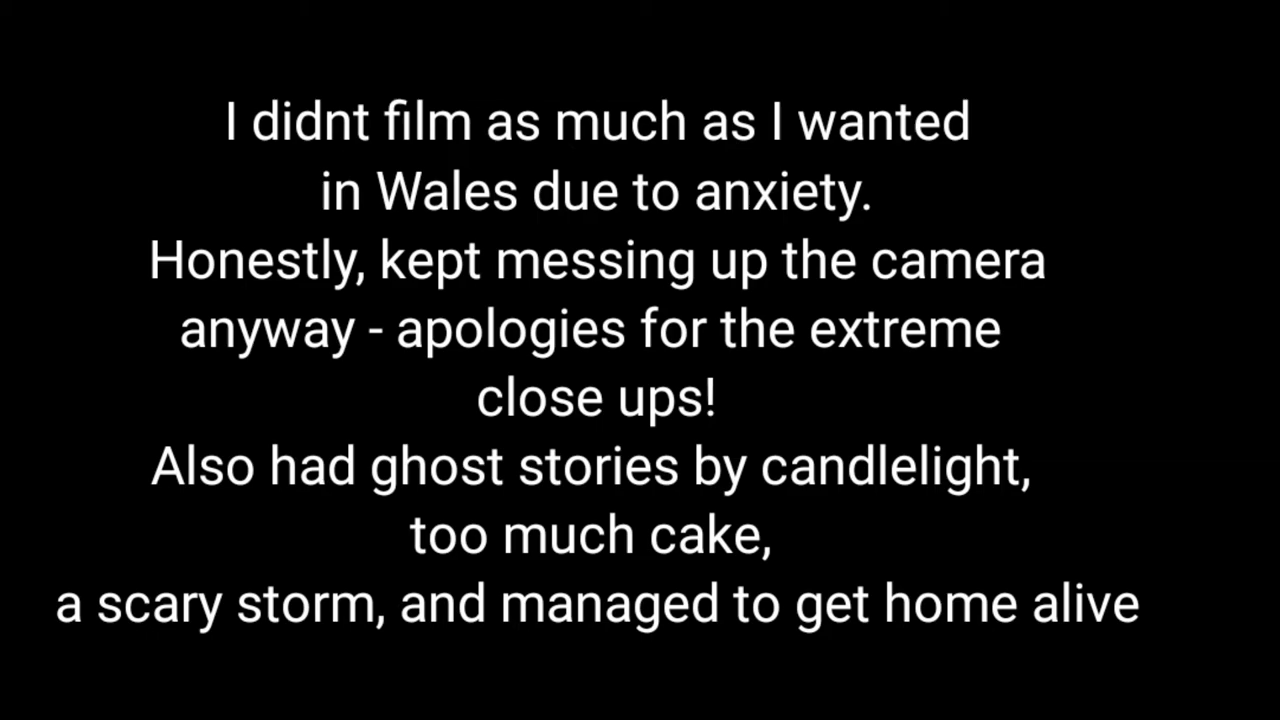 I didnt film as much as I wanted
in Wales due to anxiety.
Honestly, kept messing up the camera
anyway - apologies for the extreme
close ups!
Also had ghost stories by candlelight,
too much cake,
a scary storm, and managed to get home alive